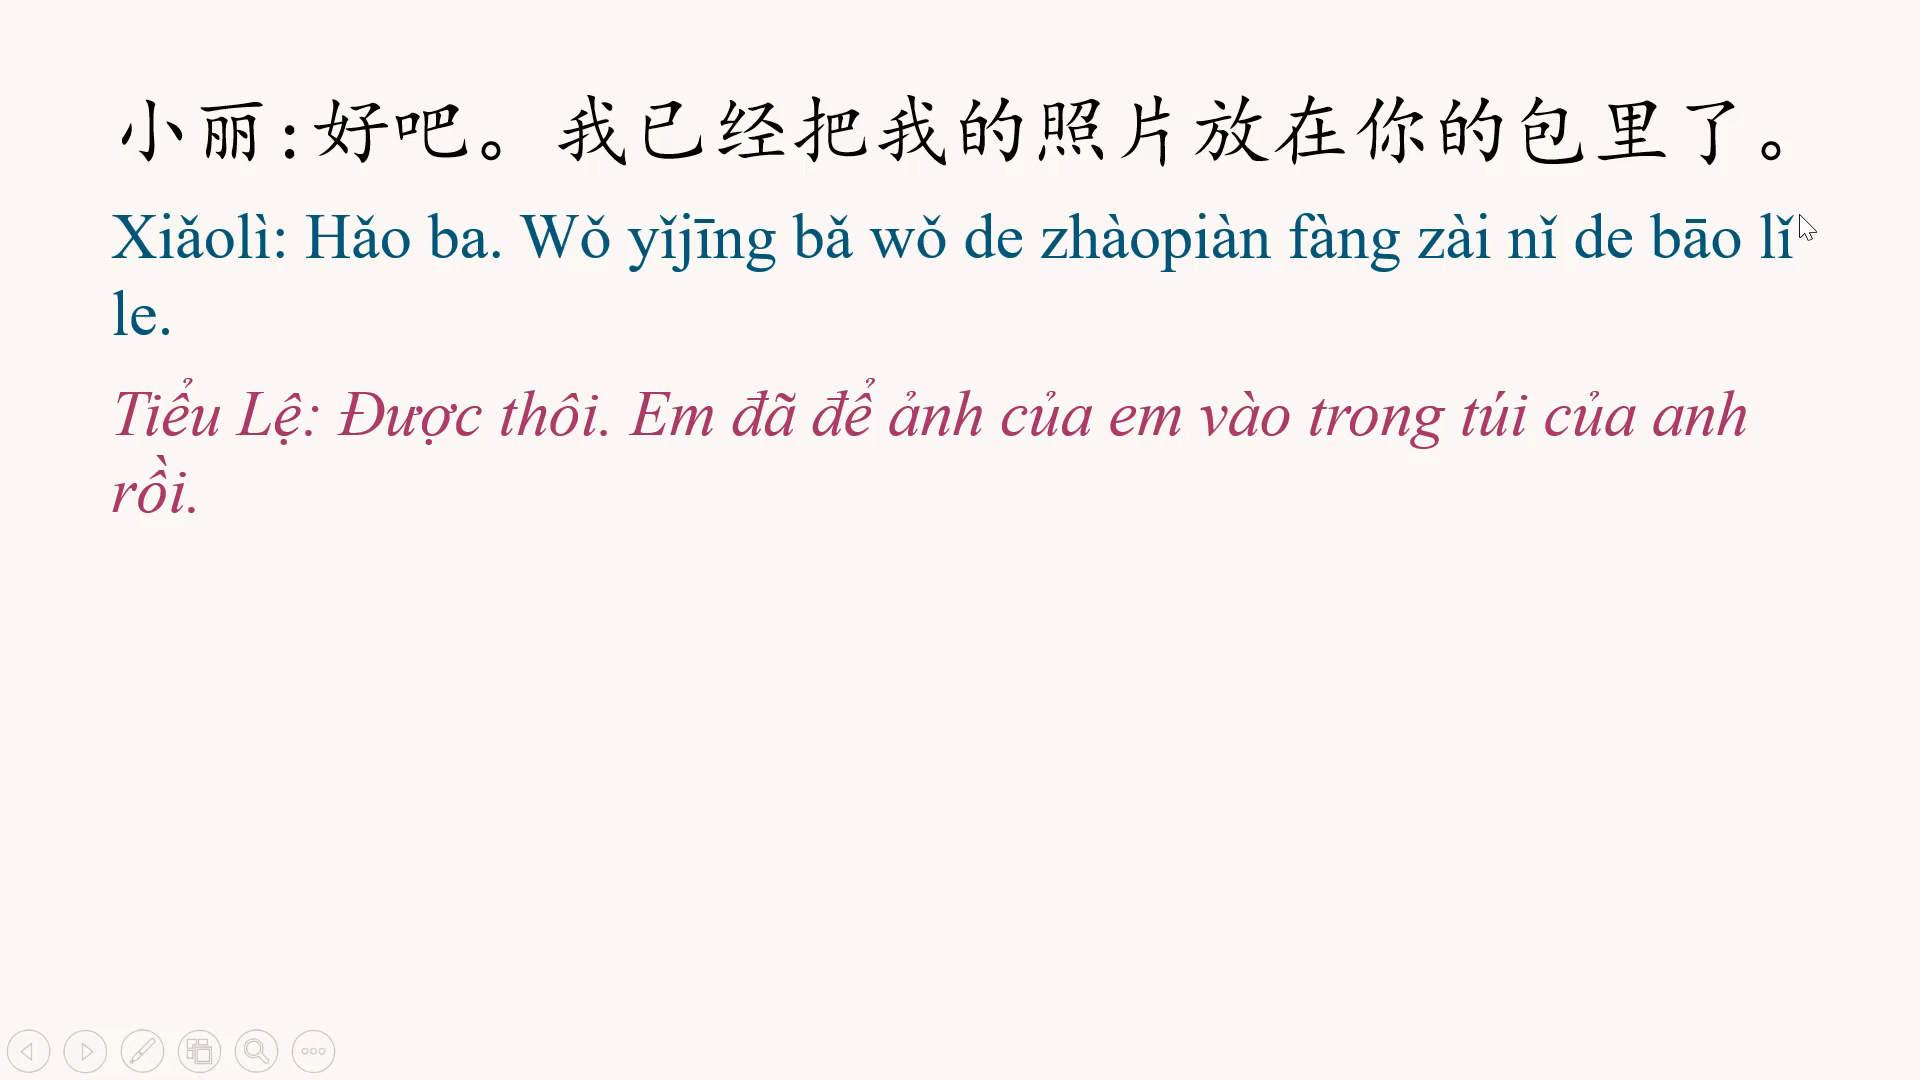 小丽:好吧。我已经把我的照片放在你的包里了。
Xiǎolì: Hǎo ba. Wǒ yǐjīng bǎ wǒ de zhàopiàn fàng zài nǐ de bāo lǐ
le.
Tiểu Lệ: Được thôi. Em đã để ảnh của em vào trong túi của anh
rồi.